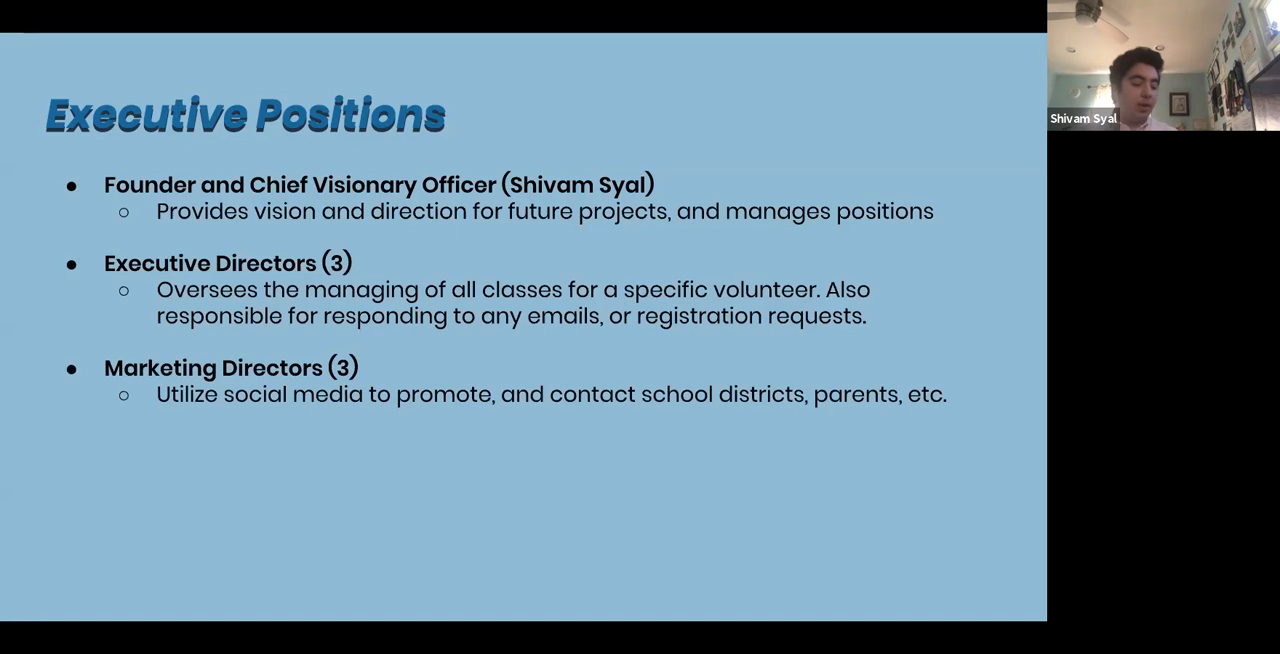 Executive Positions
Shivam Syal
● Founder and Chief Visionary Officer (Shivam Syal)
○ Provides vision and direction for future projects, and manages positions
● Executive Directors (3)
○ Oversees the managing of all classes for a specific volunteer. Also
responsible for responding to any emails, or registration requests.
● Marketing Directors (3)
○ Utilize social media to promote, and contact school districts, parents, etc.